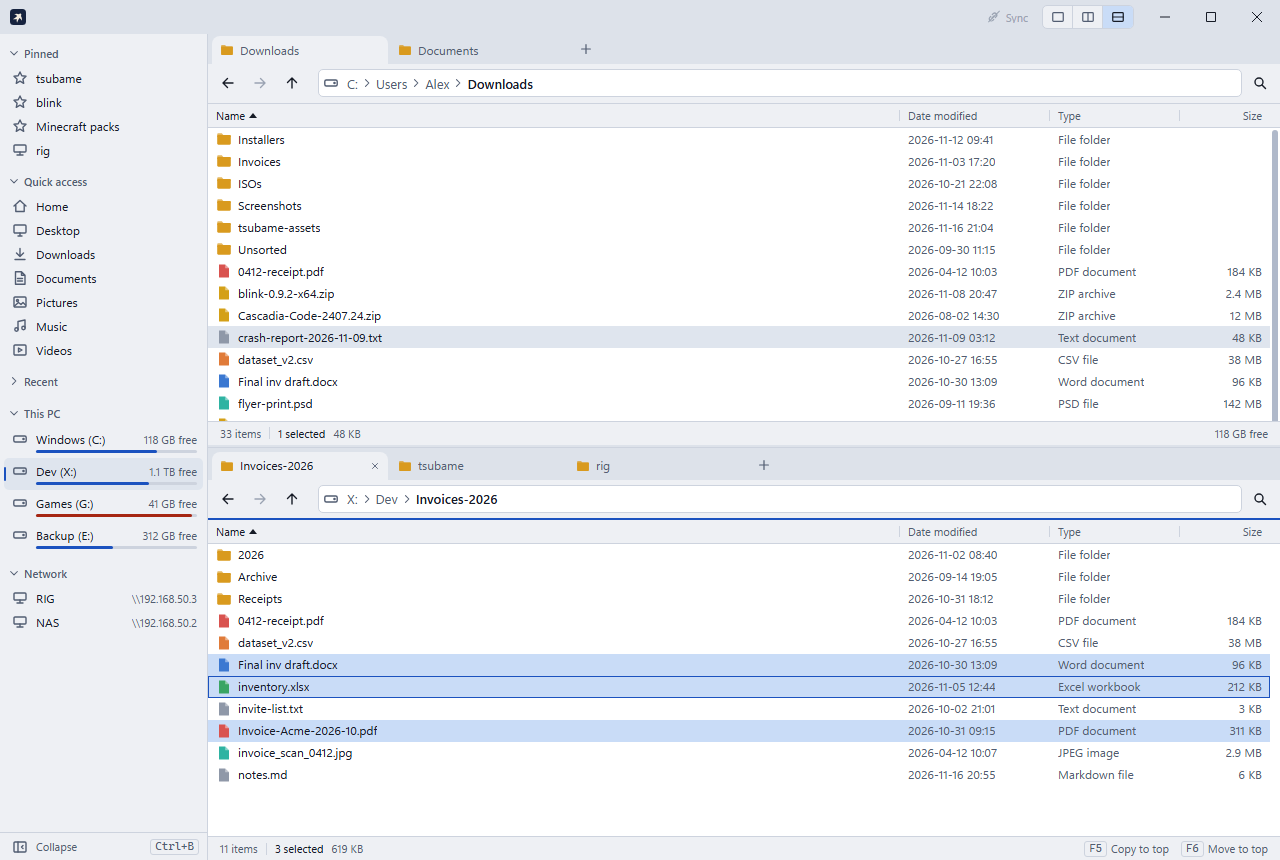 Sync
Pinned
tsubame
blink
Minecraft packs
rig
Quick access
Home
Desktop
Downloads
Documents
Pictures
Music
Videos
Recent
This PC
Windows (C:) 118 GB free
Dev (X:) 1.1 TB free
Games (G:) 41 GB free
Backup (E:) 312 GB free
Network
RIG \\192.168.50.3
NAS \\192.168.50.2
Collapse Ctrl+B
Downloads Documents
C: Users Alex Downloads
Name Date modified Type Size
Installers 2026-11-12 09:41 File folder
Invoices 2026-11-03 17:20 File folder
ISOs 2026-10-21 22:08 File folder
Screenshots 2026-11-14 18:22 File folder
tsubame-assets 2026-11-16 21:04 File folder
Unsorted 2026-09-30 11:15 File folder
0412-receipt.pdf 2026-04-12 10:03 PDF document 184 KB
blink-0.9.2-x64.zip 2026-11-08 20:47 ZIP archive 2.4 MB
Cascadia-Code-2407.24.zip 2026-08-02 14:30 ZIP archive 12 MB
crash-report-2026-11-09.txt 2026-11-09 03:12 Text document 48 KB
dataset_v2.csv 2026-10-27 16:55 CSV file 38 MB
Final inv draft.docx 2026-10-30 13:09 Word document 96 KB
flyer-print.psd 2026-09-11 19:36 PSD file 142 MB
33 items 1 selected 48 KB 118 GB free
Invoices-2026 tsubame rig
X: Dev Invoices-2026
Name Date modified Type Size
2026 2026-11-02 08:40 File folder
Archive 2026-09-14 19:05 File folder
Receipts 2026-10-31 18:12 File folder
0412-receipt.pdf 2026-04-12 10:03 PDF document 184 KB
dataset_v2.csv 2026-10-27 16:55 CSV file 38 MB
Final inv draft.docx 2026-10-30 13:09 Word document 96 KB
inventory.xlsx 2026-11-05 12:44 Excel workbook 212 KB
invite-list.txt 2026-10-02 21:01 Text document 3 KB
Invoice-Acme-2026-10.pdf 2026-10-31 09:15 PDF document 311 KB
invoice_scan_0412.jpg 2026-04-12 10:07 JPEG image 2.9 MB
notes.md 2026-11-16 20:55 Markdown file 6 KB
11 items 3 selected 619 KB F5 Copy to top F6 Move to top